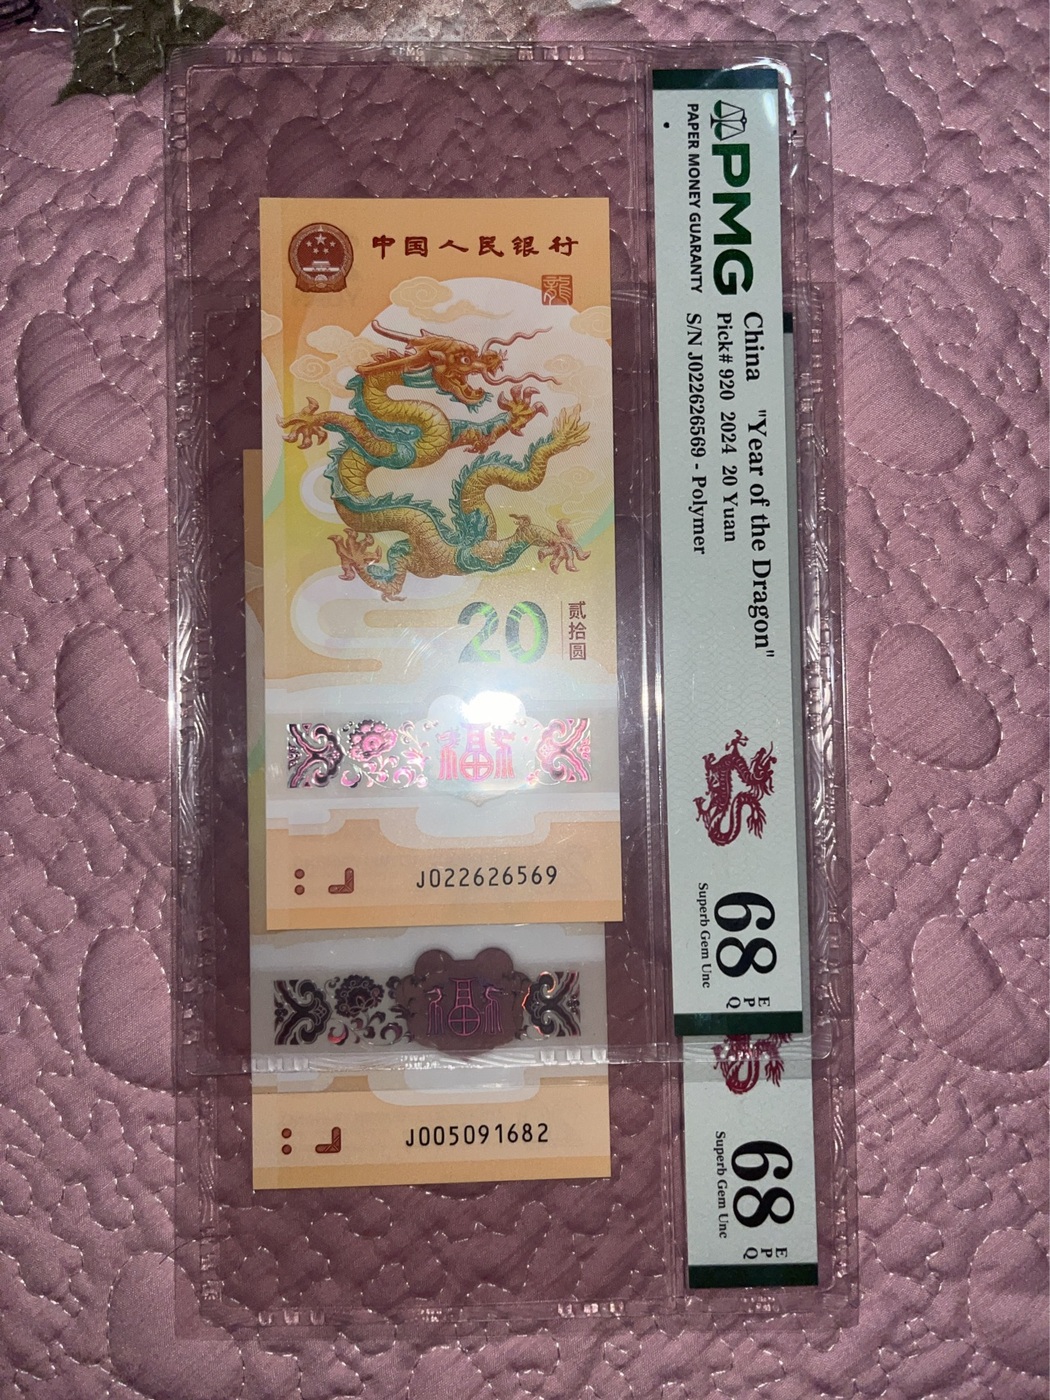 中国人民银行
龍
20
贰拾圆
福
J022626569
福
J005091682
PMG
PAPER MONEY GUARANTY
China "Year of the Dragon"
Pick# 920 2024 20 Yuan
S/N J022626569 - Polymer
68 EPQ
Superb Gem Unc
68 EPQ
Superb Gem Unc